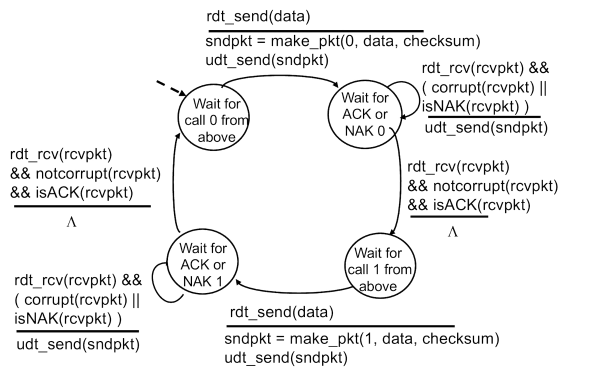 rdt_send(data)
sndpkt = make_pkt(0, data, checksum)
udt_send(sndpkt)
Wait for
call 0 from
above
Wait for
ACK or
NAK 0
rdt_rcv(rcvpkt) &&
( corrupt(rcvpkt) ||
isNAK(rcvpkt) )
udt_send(sndpkt)
rdt_rcv(rcvpkt)
&& notcorrupt(rcvpkt)
&& isACK(rcvpkt)
Λ
rdt_rcv(rcvpkt)
&& notcorrupt(rcvpkt)
&& isACK(rcvpkt)
Λ
Wait for
ACK or
NAK 1
Wait for
call 1 from
above
rdt_rcv(rcvpkt) &&
( corrupt(rcvpkt) ||
isNAK(rcvpkt) )
udt_send(sndpkt)
rdt_send(data)
sndpkt = make_pkt(1, data, checksum)
udt_send(sndpkt)